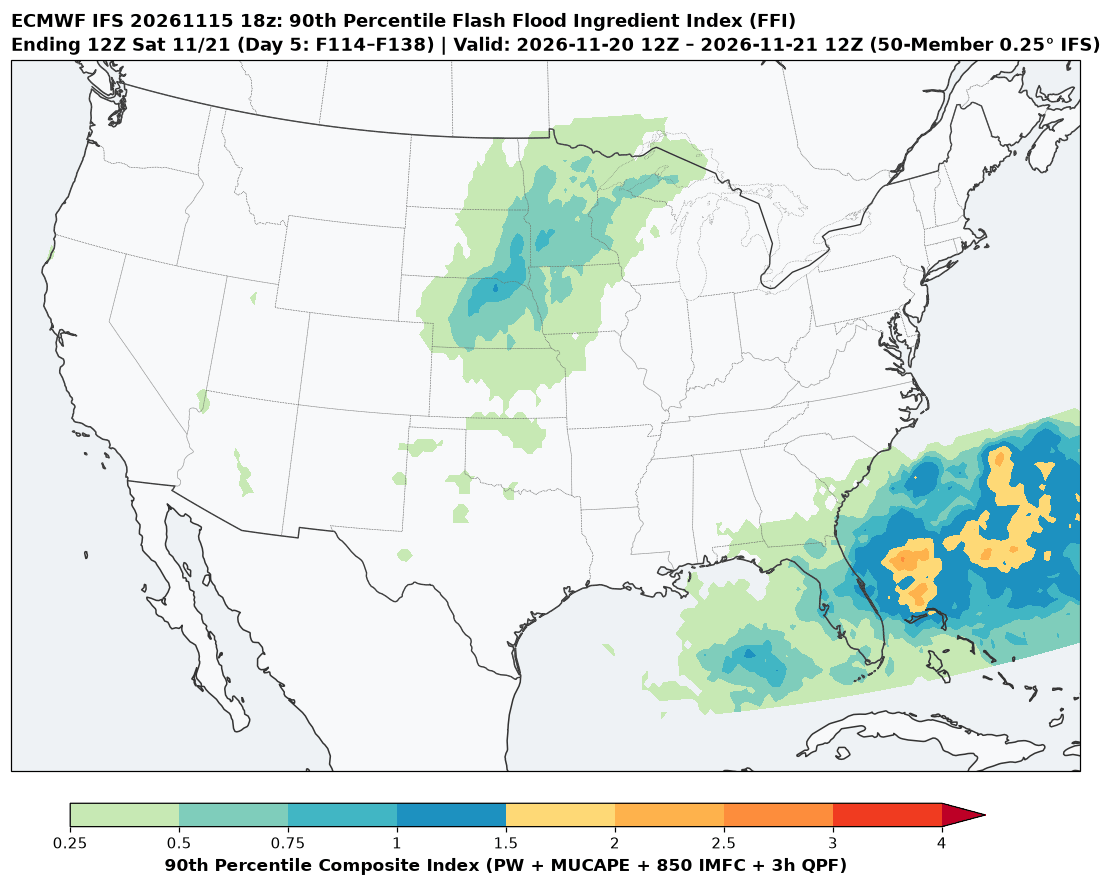 ECMWF IFS 20261115 18z: 90th Percentile Flash Flood Ingredient Index (FFI)
Ending 12Z Sat 11/21 (Day 5: F114–F138) | Valid: 2026-11-20 12Z – 2026-11-21 12Z (50-Member 0.25° IFS)
0.25 0.5 0.75 1 1.5 2 2.5 3 4
90th Percentile Composite Index (PW + MUCAPE + 850 IMFC + 3h QPF)